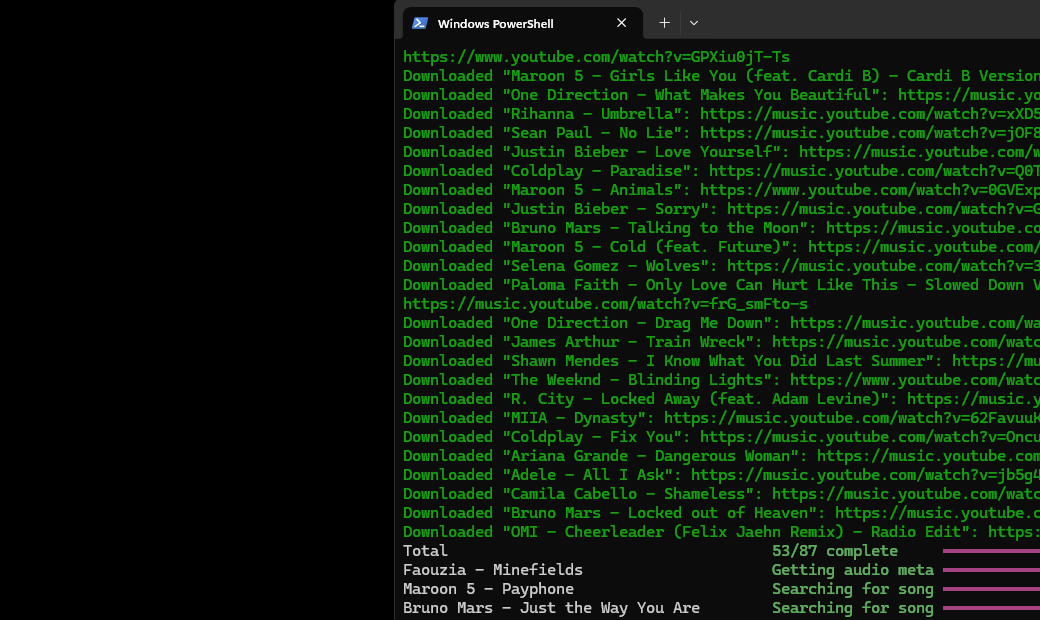 Windows PowerShell
https://www.youtube.com/watch?v=GPXiu0jT-Ts
Downloaded "Maroon 5 - Girls Like You (feat. Cardi B) - Cardi B Version
Downloaded "One Direction - What Makes You Beautiful": https://music.yo
Downloaded "Rihanna - Umbrella": https://music.youtube.com/watch?v=xXD5
Downloaded "Sean Paul - No Lie": https://music.youtube.com/watch?v=jOF8
Downloaded "Justin Bieber - Love Yourself": https://music.youtube.com/w
Downloaded "Coldplay - Paradise": https://music.youtube.com/watch?v=Q0T
Downloaded "Maroon 5 - Animals": https://www.youtube.com/watch?v=0GVExp
Downloaded "Justin Bieber - Sorry": https://music.youtube.com/watch?v=G
Downloaded "Bruno Mars - Talking to the Moon": https://music.youtube.co
Downloaded "Maroon 5 - Cold (feat. Future)": https://music.youtube.com/
Downloaded "Selena Gomez - Wolves": https://music.youtube.com/watch?v=3
Downloaded "Paloma Faith - Only Love Can Hurt Like This - Slowed Down V
https://music.youtube.com/watch?v=frG_smFto-s
Downloaded "One Direction - Drag Me Down": https://music.youtube.com/wa
Downloaded "James Arthur - Train Wreck": https://music.youtube.com/watc
Downloaded "Shawn Mendes - I Know What You Did Last Summer": https://mu
Downloaded "The Weeknd - Blinding Lights": https://www.youtube.com/watc
Downloaded "R. City - Locked Away (feat. Adam Levine)": https://music.y
Downloaded "MIIA - Dynasty": https://music.youtube.com/watch?v=62FavuuK
Downloaded "Coldplay - Fix You": https://music.youtube.com/watch?v=Oncu
Downloaded "Ariana Grande - Dangerous Woman": https://music.youtube.com
Downloaded "Adele - All I Ask": https://music.youtube.com/watch?v=jb5g4
Downloaded "Camila Cabello - Shameless": https://music.youtube.com/watc
Downloaded "Bruno Mars - Locked out of Heaven": https://music.youtube.c
Downloaded "OMI - Cheerleader (Felix Jaehn Remix) - Radio Edit": https:
Total 53/87 complete
Faouzia - Minefields Getting audio meta
Maroon 5 - Payphone Searching for song
Bruno Mars - Just the Way You Are Searching for song